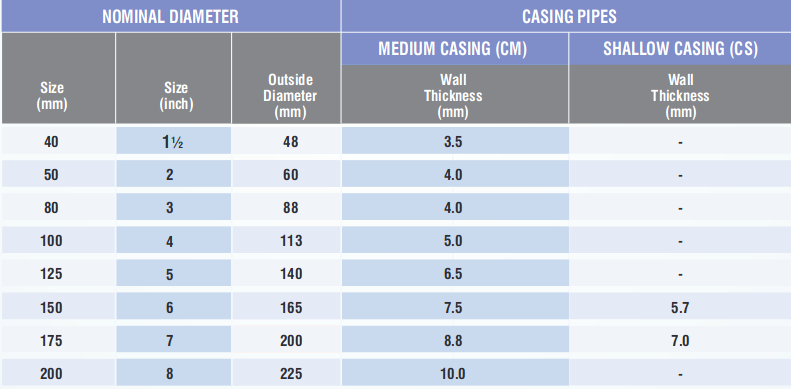 NOMINAL DIAMETER CASING PIPES
MEDIUM CASING (CM) SHALLOW CASING (CS)
Size (mm) Size (inch) Outside Diameter (mm) Wall Thickness (mm) Wall Thickness (mm)
40 1½ 48 3.5 -
50 2 60 4.0 -
80 3 88 4.0 -
100 4 113 5.0 -
125 5 140 6.5 -
150 6 165 7.5 5.7
175 7 200 8.8 7.0
200 8 225 10.0 -